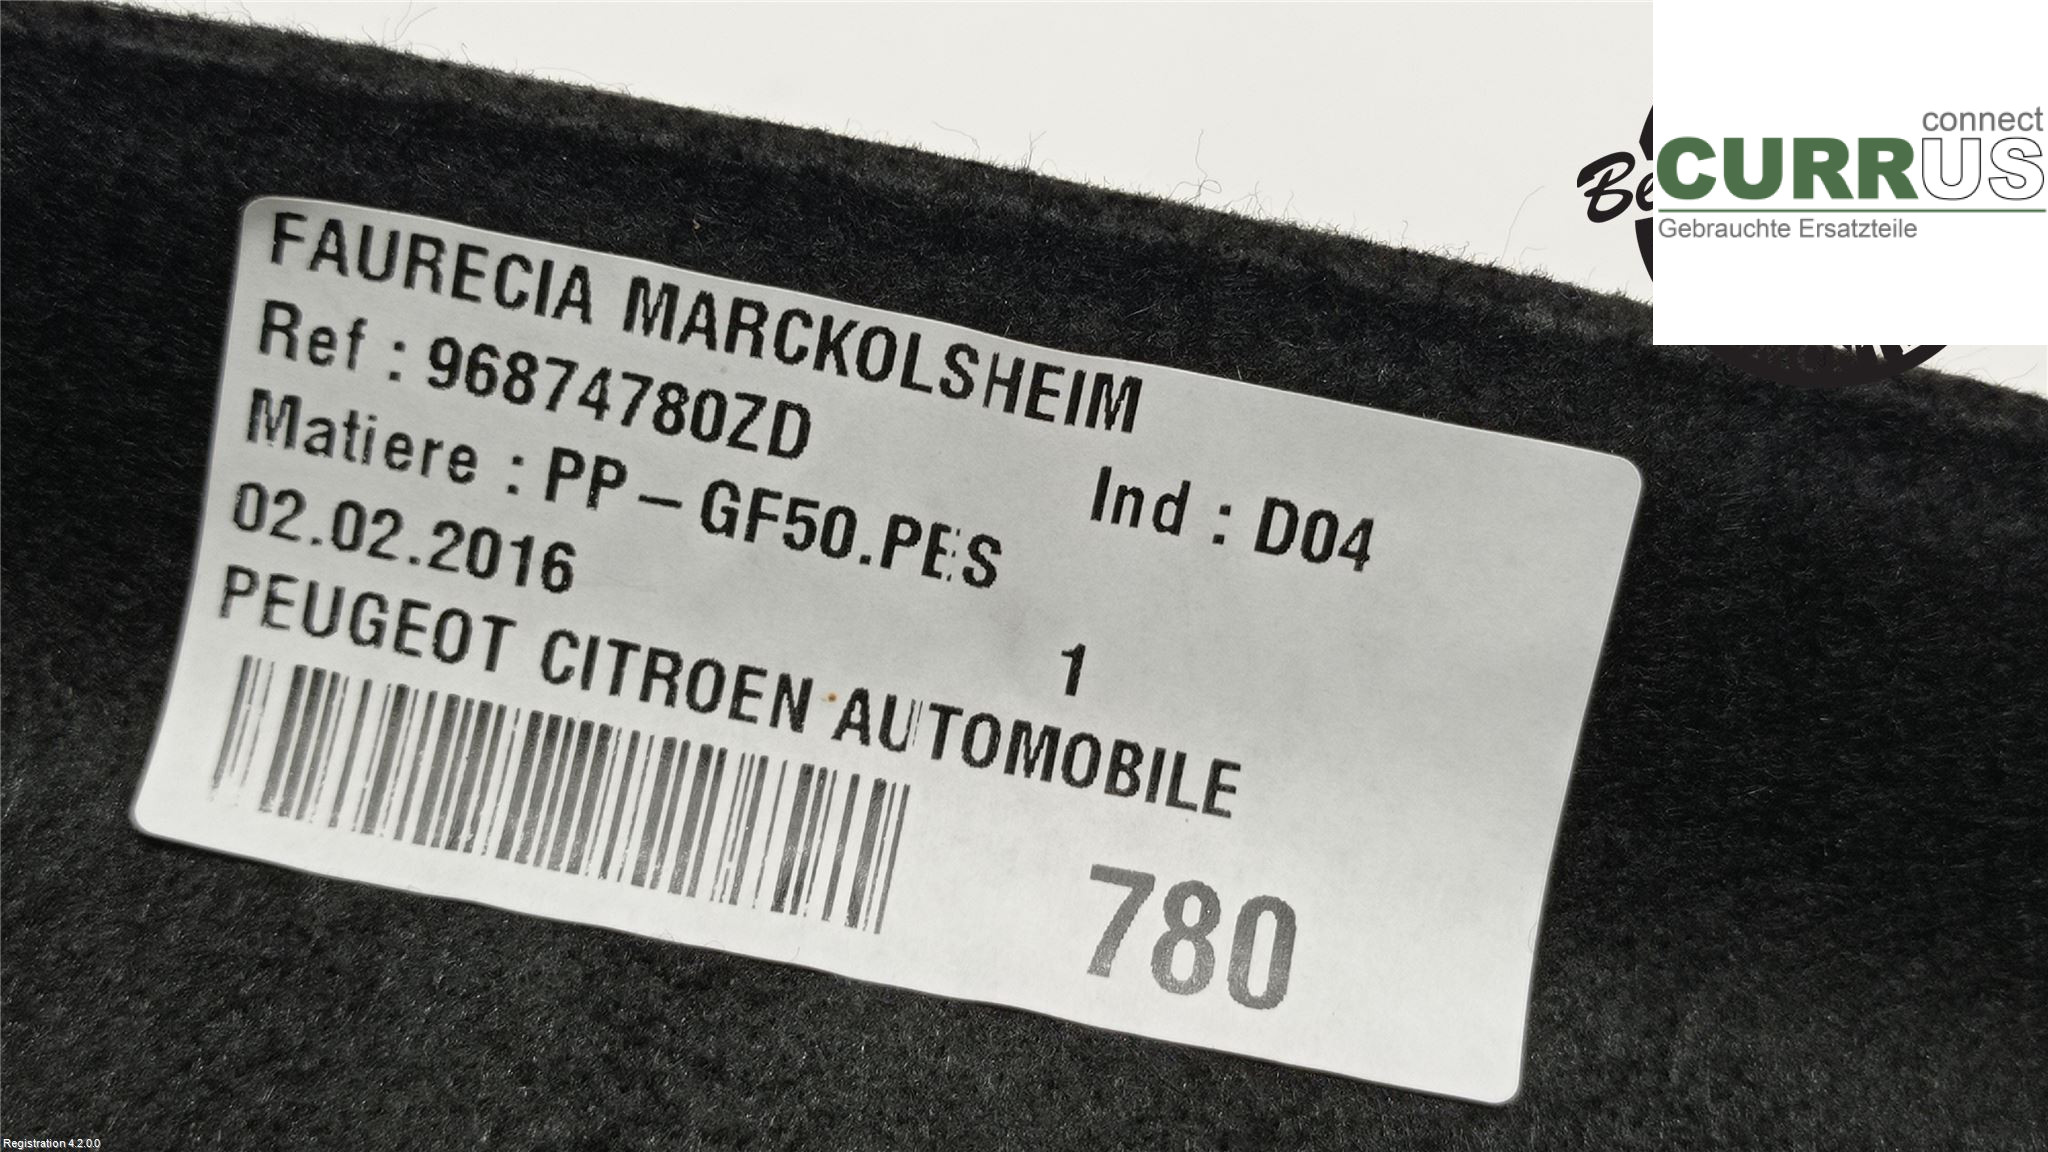 connect
CURRUS
Gebrauchte Ersatzteile
Be
FAURECIA MARCKOLSHEIM
Ref : 96874780ZD
Ind : D04
Matiere : PP-GF50.PES
02.02.2016
1
PEUGEOT CITROEN AUTOMOBILE
780
Registration 4.2.0.0